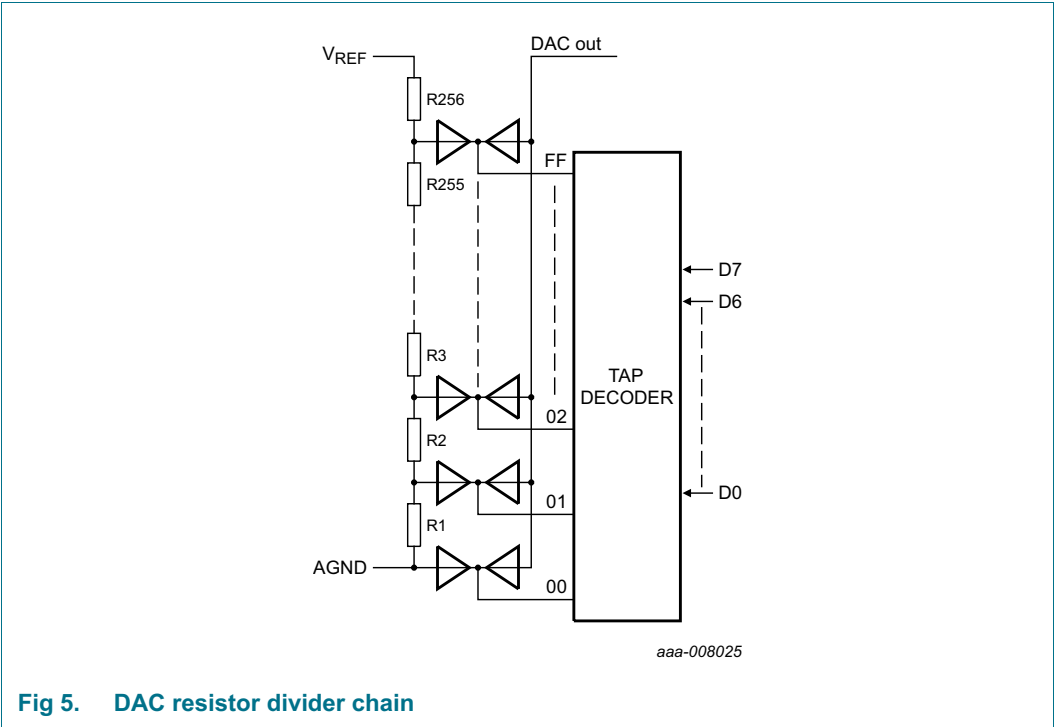 DAC out
VREF
R256
FF
R255
D7
D6
R3
TAP
DECODER
02
R2
D0
01
R1
AGND
00
aaa-008025
Fig 5. DAC resistor divider chain